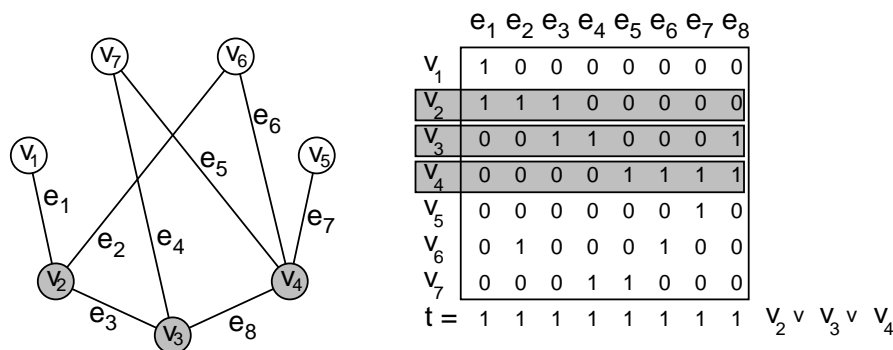 v7 v6
e6
v1 e5 v5
e1
e2 e4 e7
v2 v4
e3 v3 e8
e1 e2 e3 e4 e5 e6 e7 e8
v1 1 0 0 0 0 0 0 0
v2 1 1 1 0 0 0 0 0
v3 0 0 1 1 0 0 0 1
v4 0 0 0 0 1 1 1 1
v5 0 0 0 0 0 0 1 0
v6 0 1 0 0 0 1 0 0
v7 0 0 0 1 1 0 0 0
t = 1 1 1 1 1 1 1 1 v2 ∨ v3 ∨ v4